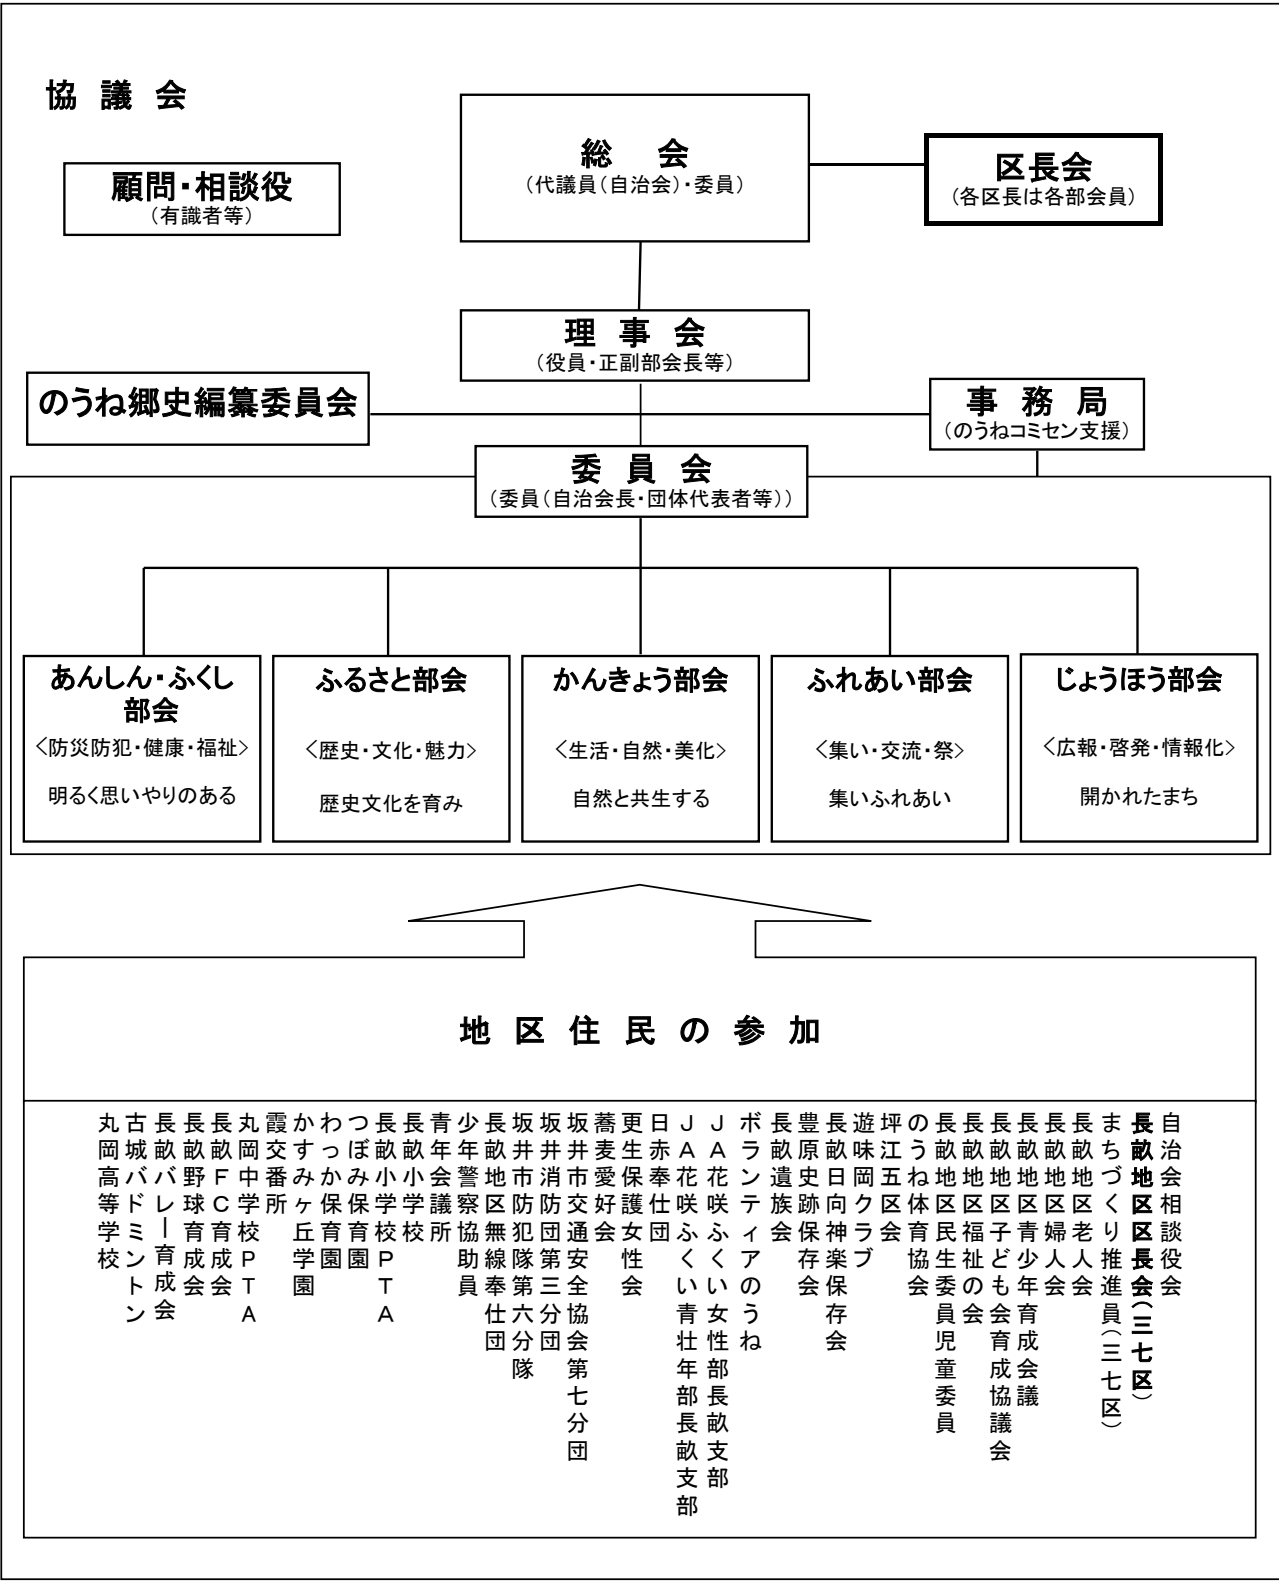 協議会
総会
(代議員(自治会)・委員)
区長会
(各区長は各部会員)
顧問・相談役
(有識者等)
理事会
(役員・正副部会長等)
のうね郷史編纂委員会
事務局
(のうねコミセン支援)
委員会
(委員(自治会長・団体代表者等))
あんしん・ふくし
部会
<防災防犯・健康・福祉>
明るく思いやりのある
ふるさと部会
<歴史・文化・魅力>
歴史文化を育み
かんきょう部会
<生活・自然・美化>
自然と共生する
ふれあい部会
<集い・交流・祭>
集いふれあい
じょうほう部会
<広報・啓発・情報化>
開かれたまち
地区住民の参加
自治会相談役会
長畝地区区長会(三七区)
まちづくり推進員(三七区)
長畝地区老人会
長畝地区婦人会
長畝地区青少年育成会議
長畝地区子ども会育成協議会
長畝地区福祉の会
長畝地区民生委員児童委員
のうね体育協会
坪江五区会
遊味岡クラブ
長畝日向神楽保存会
豊原史跡保存会
長畝遺族会
ボランティアのうね
JA花咲ふくい女性部長畝支部
JA花咲ふくい青壮年部長畝支部
日赤奉仕団
更生保護女性会
蕎麦愛好会
坂井市交通安全協会第七分団
坂井消防団第三分団
坂井市防犯隊第六分隊
長畝地区無線奉仕団
少年警察協助員
青年会議所
長畝小学校
長畝小学校PTA
つぼみ保育園
わっか保育園
かすみヶ丘学園
霞交番所
丸岡中学校PTA
長畝FC育成会
長畝野球育成会
長畝バレー育成会
古城バドミントン
丸岡高等学校